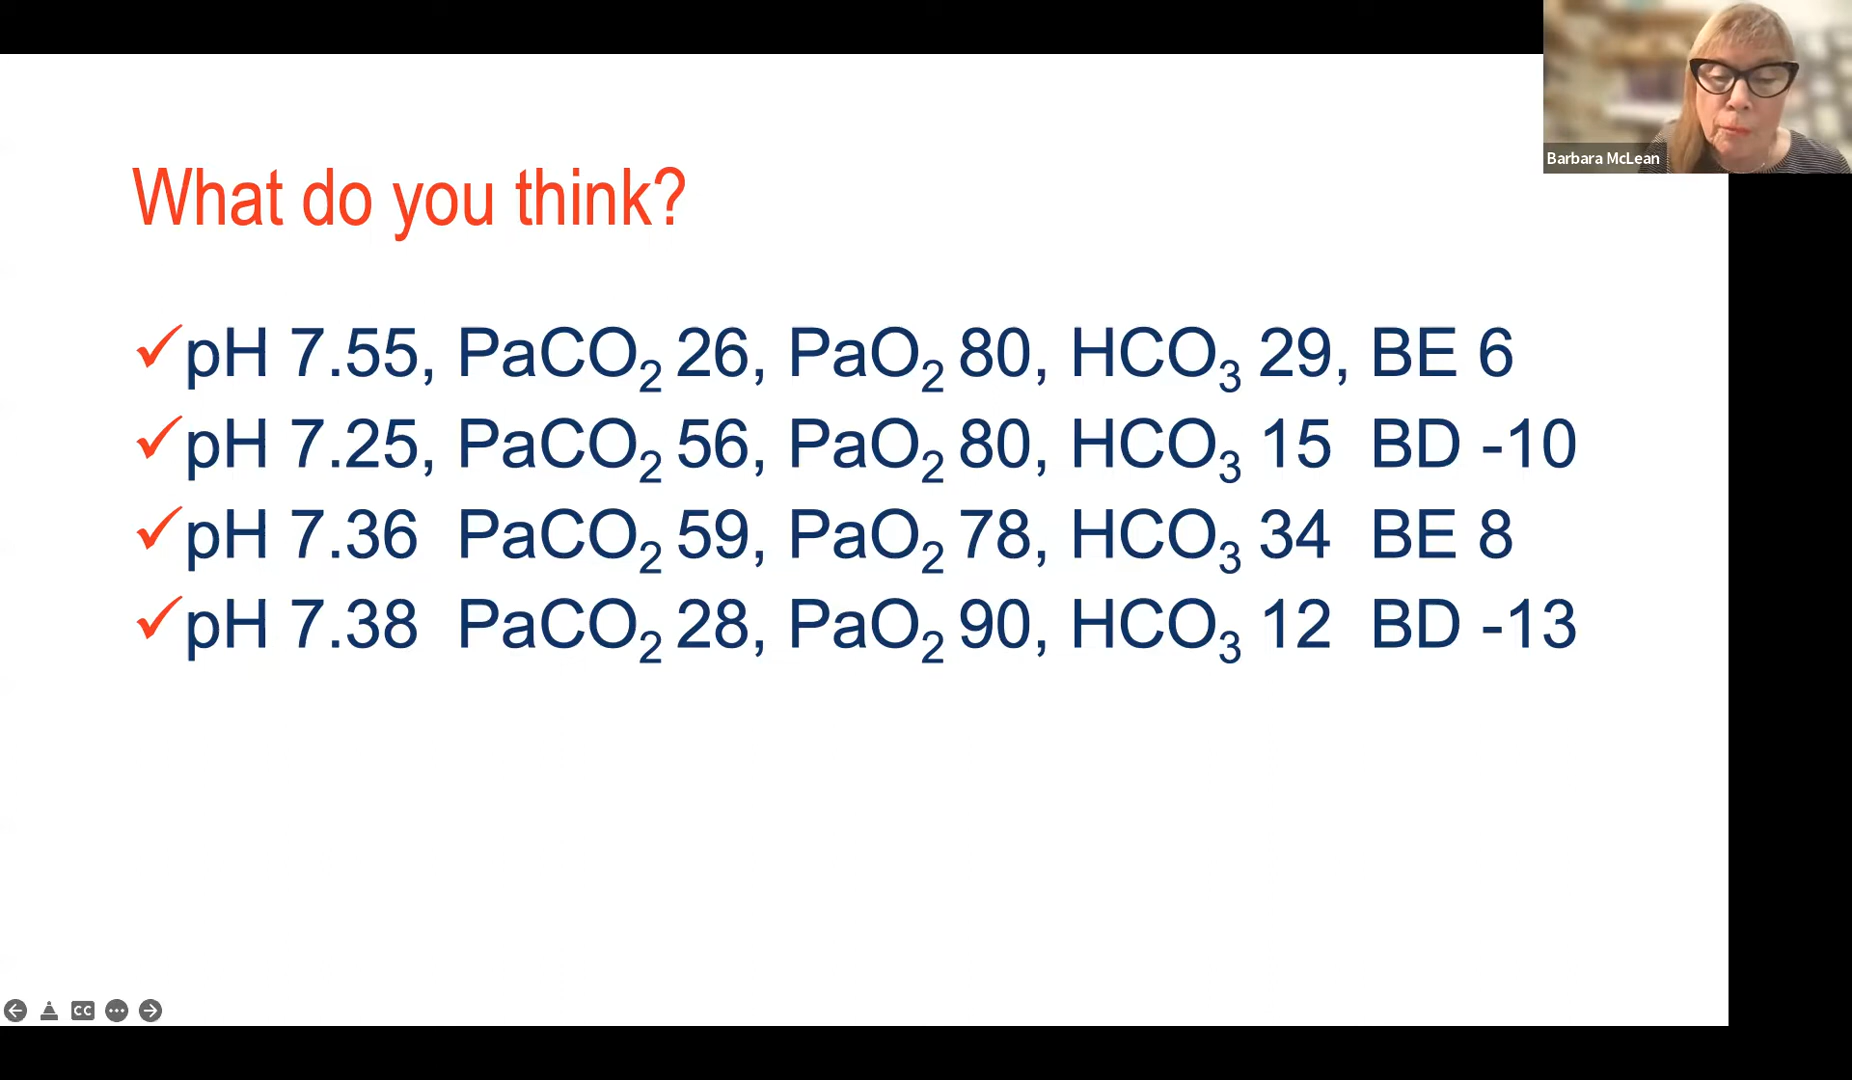 Barbara McLean
What do you think?
✓pH 7.55, PaCO₂ 26, PaO₂ 80, HCO₃ 29, BE 6
✓pH 7.25, PaCO₂ 56, PaO₂ 80, HCO₃ 15 BD -10
✓pH 7.36 PaCO₂ 59, PaO₂ 78, HCO₃ 34 BE 8
✓pH 7.38 PaCO₂ 28, PaO₂ 90, HCO₃ 12 BD -13
CC